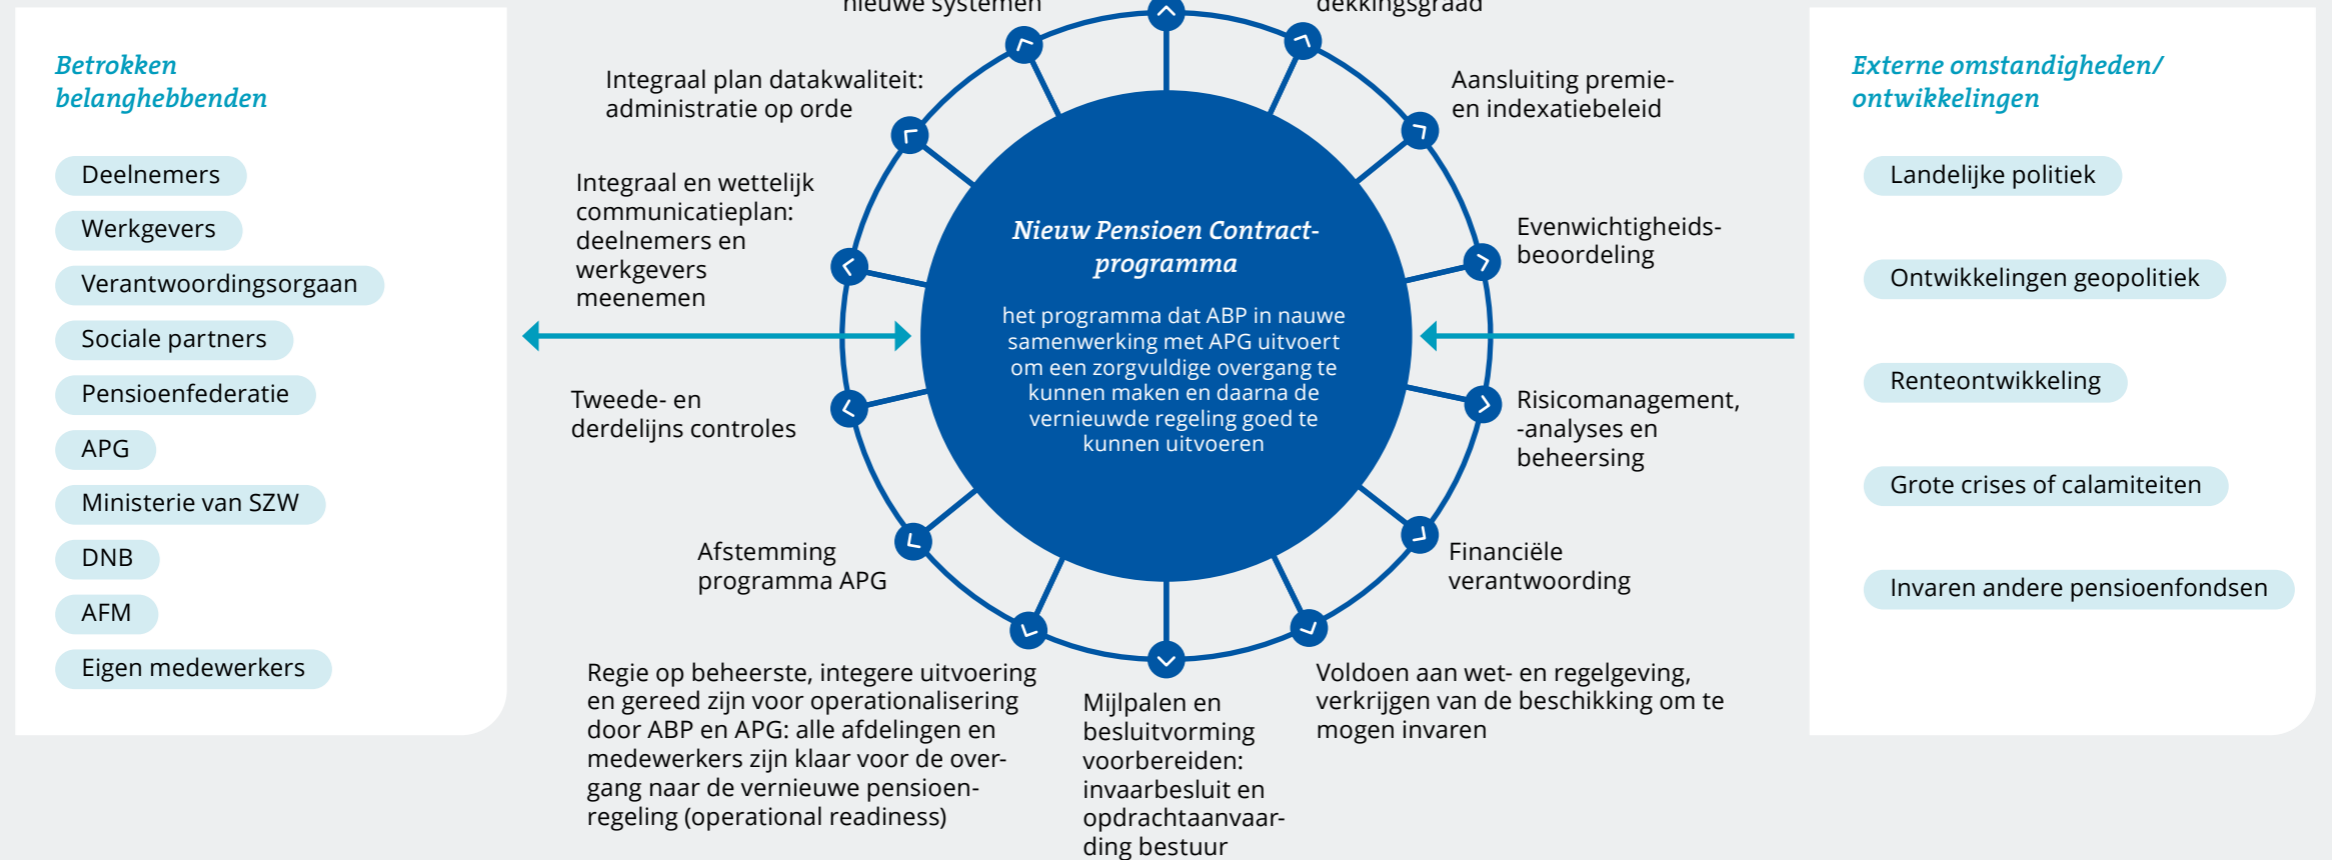 Betrokken
belanghebbenden
Deelnemers
Werkgevers
Verantwoordingsorgaan
Sociale partners
Pensioenfederatie
APG
Ministerie van SZW
DNB
AFM
Eigen medewerkers
nieuwe systemen
Integraal plan datakwaliteit:
administratie op orde
Integraal en wettelijk
communicatieplan:
deelnemers en
werkgevers
meenemen
Tweede- en
derdelijns controles
Afstemming
programma APG
Regie op beheerste, integere uitvoering
en gereed zijn voor operationalisering
door ABP en APG: alle afdelingen en
medewerkers zijn klaar voor de over-
gang naar de vernieuwe pensioen-
regeling (operational readiness)
Nieuw Pensioen Contract-
programma
het programma dat ABP in nauwe
samenwerking met APG uitvoert
om een zorgvuldige overgang te
kunnen maken en daarna de
vernieuwde regeling goed te
kunnen uitvoeren
Mijlpalen en
besluitvorming
voorbereiden:
invaarbesluit en
opdrachtaanvaar-
ding bestuur
dekkingsgraad
Aansluiting premie-
en indexatiebeleid
Evenwichtigheids-
beoordeling
Risicomanagement,
-analyses en
beheersing
Financiële
verantwoording
Voldoen aan wet- en regelgeving,
verkrijgen van de beschikking om te
mogen invaren
Externe omstandigheden/
ontwikkelingen
Landelijke politiek
Ontwikkelingen geopolitiek
Renteontwikkeling
Grote crises of calamiteiten
Invaren andere pensioenfondsen